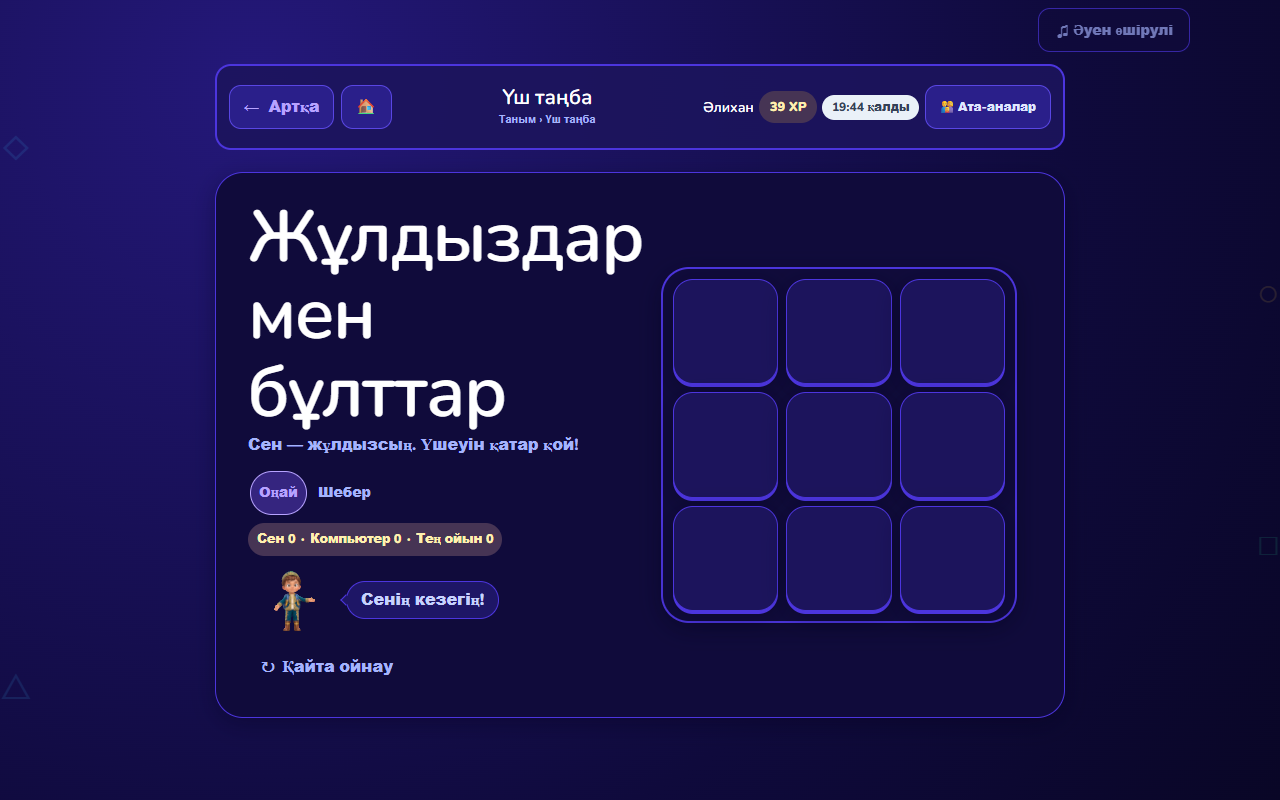 ♫ Әуен өшірулі
← Артқа
🏠
Үш таңба
Таным › Үш таңба
Әлихан
39 XP
19:44 қалды
Ата-аналар
Жұлдыздар
мен
бұлттар
Сен — жұлдызсың. Үшеуін қатар қой!
Оңай
Шебер
Сен 0 · Компьютер 0 · Тең ойын 0
Сенің кезегің!
↻ Қайта ойнау